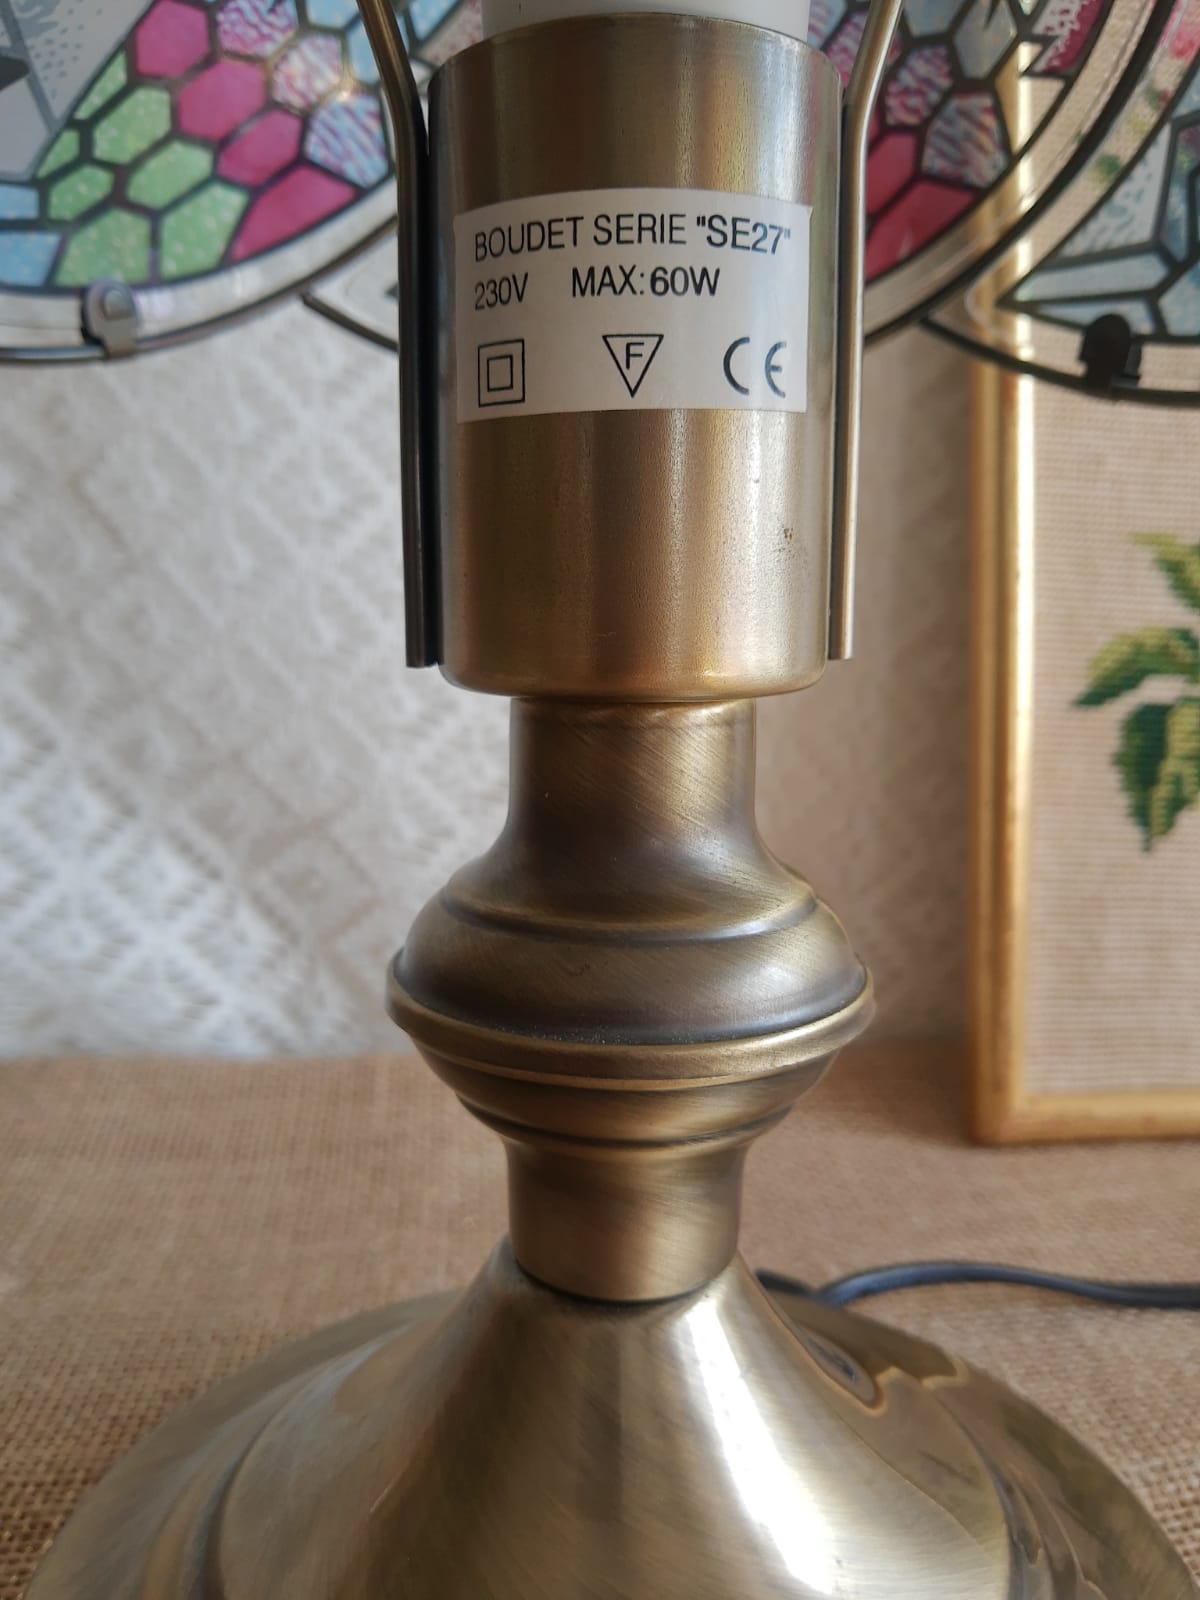 BOUDET SERIE "SE27"
230V MAX: 60W
F CE